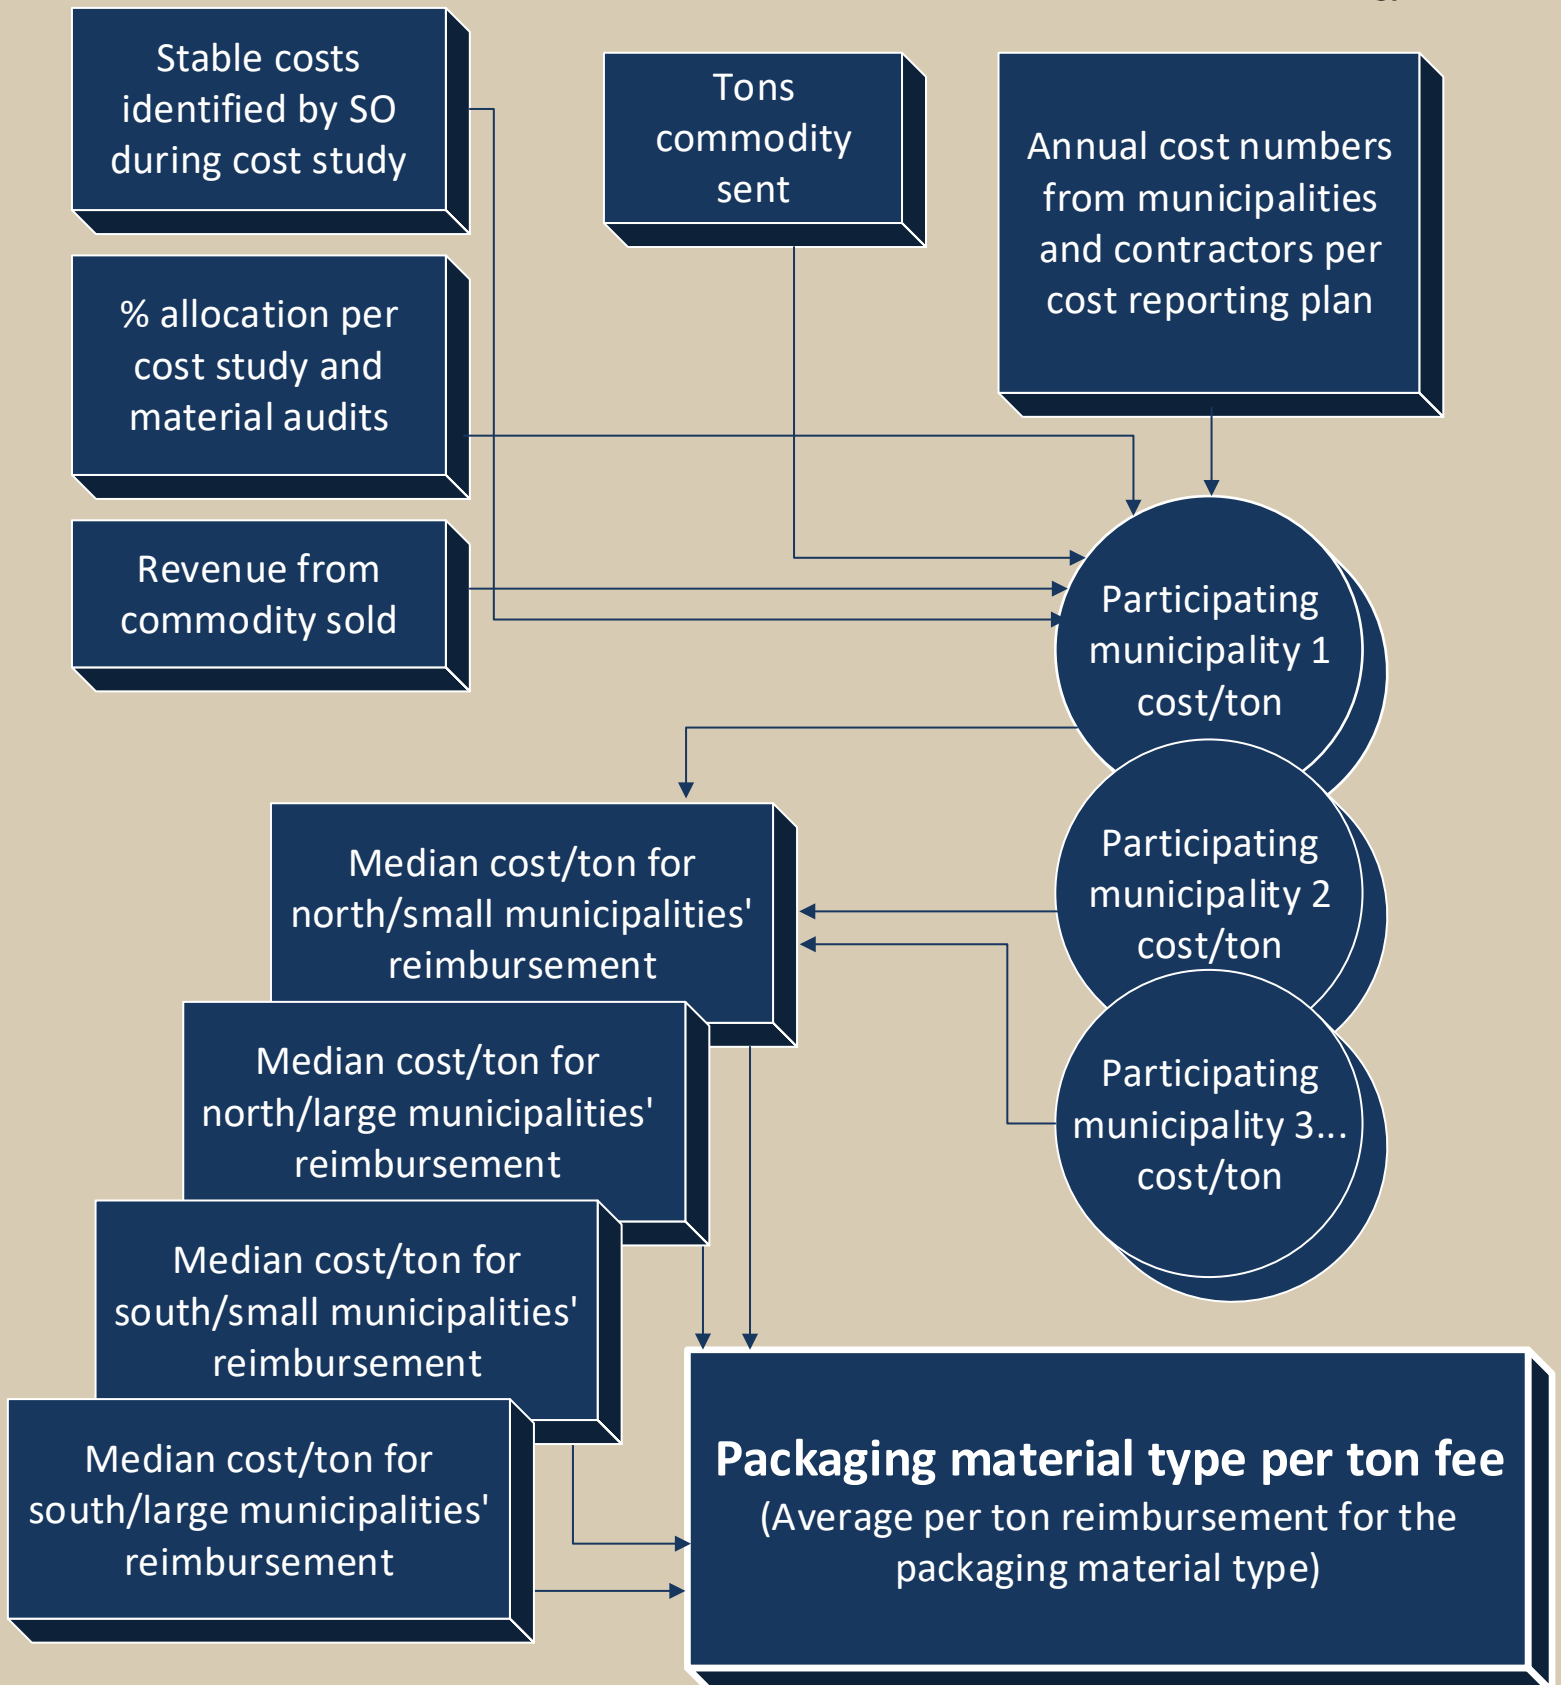 Stable costs
identified by SO
during cost study
Tons
commodity
sent
Annual cost numbers
from municipalities
and contractors per
cost reporting plan
% allocation per
cost study and
material audits
Revenue from
commodity sold
Participating
municipality 1
cost/ton
Participating
municipality 2
cost/ton
Participating
municipality 3...
cost/ton
Median cost/ton for
north/small municipalities'
reimbursement
Median cost/ton for
north/large municipalities'
reimbursement
Median cost/ton for
south/small municipalities'
reimbursement
Median cost/ton for
south/large municipalities'
reimbursement
Packaging material type per ton fee
(Average per ton reimbursement for the
packaging material type)